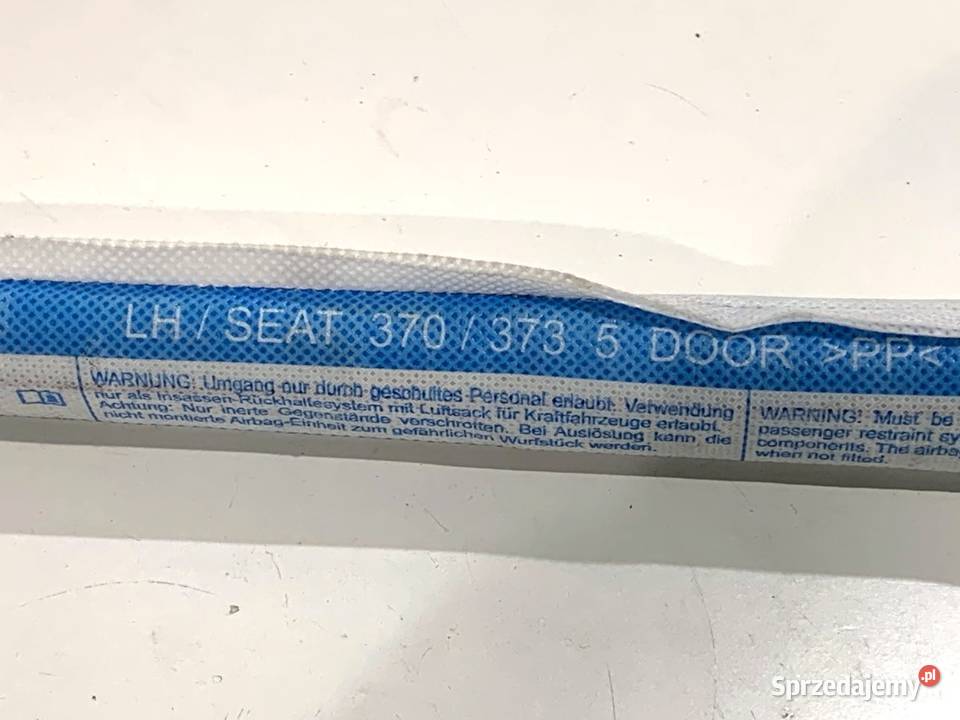 LH / SEAT 370 / 373 5 DOOR >PP<
WARNUNG: Umgang nur durch geschultes Personal erlaubt. Verwendung
nur als Insassen-Rückhaltesystem mit Luftsack für Kraftfahrzeuge erlaubt.
Achtung: Nur inerte Gegenstände verschrotten. Bei Auslösung kann die
nicht montierte Airbag-Einheit zum gefährlichen Wurfstück werden.
WARNING: Must be
passenger restraint sy
components. The airbag
when not fitted.
Sprzedajemy.pl